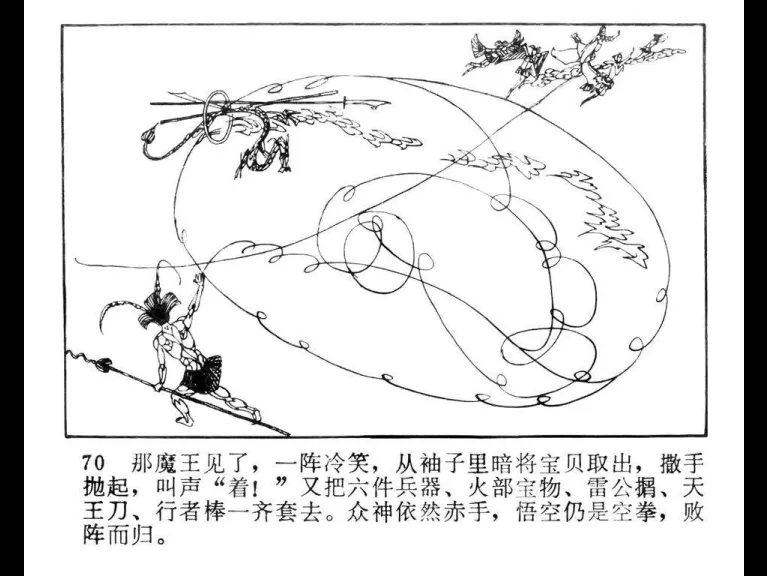 70 那魔王见了，一阵冷笑，从袖子里暗将宝贝取出，撒手
抛起，叫声“着！”又把六件兵器、火部宝物、雷公𢶍、天
王刀、行者棒一齐套去。众神依然赤手，悟空仍是空拳，败
阵而归。